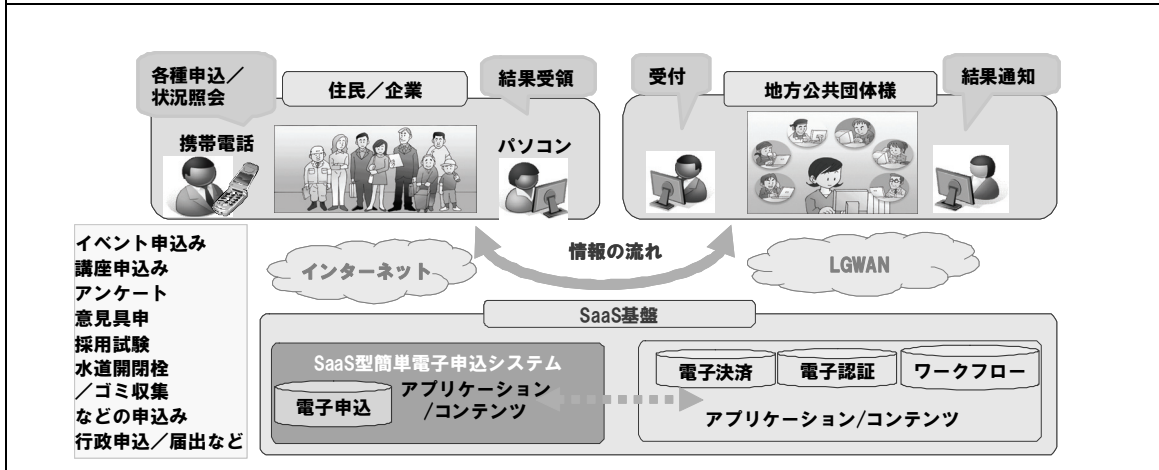 各種申込／
状況照会
住民／企業
結果受領
受付
地方公共団体様
結果通知
携帯電話
パソコン
イベント申込み
講座申込み
アンケート
意見具申
採用試験
水道開閉栓
／ゴミ収集
などの申込み
行政申込／届出など
インターネット
情報の流れ
LGWAN
SaaS基盤
SaaS型簡単電子申込システム
電子申込
アプリケーション
/コンテンツ
電子決済
電子認証
ワークフロー
アプリケーション/コンテンツ